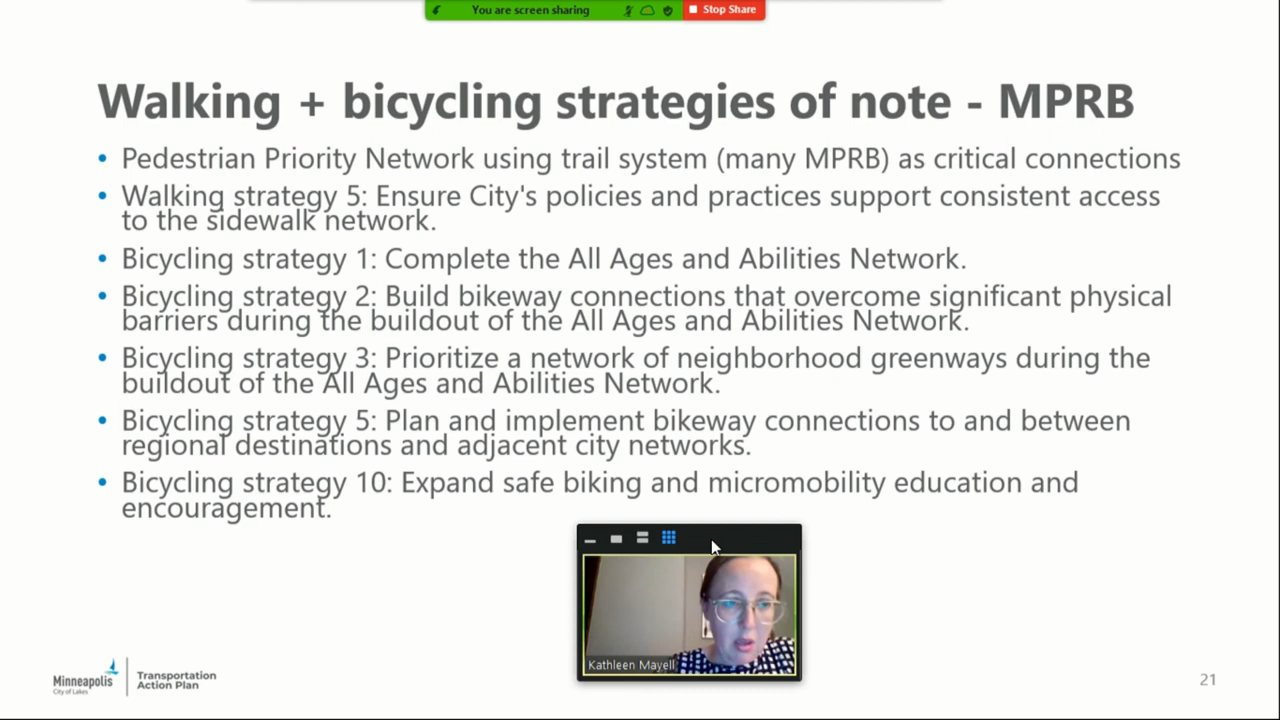 You are screen sharing
Stop Share
Walking + bicycling strategies of note - MPRB
• Pedestrian Priority Network using trail system (many MPRB) as critical connections
• Walking strategy 5: Ensure City's policies and practices support consistent access
to the sidewalk network.
• Bicycling strategy 1: Complete the All Ages and Abilities Network.
• Bicycling strategy 2: Build bikeway connections that overcome significant physical
barriers during the buildout of the All Ages and Abilities Network.
• Bicycling strategy 3: Prioritize a network of neighborhood greenways during the
buildout of the All Ages and Abilities Network.
• Bicycling strategy 5: Plan and implement bikeway connections to and between
regional destinations and adjacent city networks.
• Bicycling strategy 10: Expand safe biking and micromobility education and
encouragement.
Kathleen Mayell
Minneapolis
City of Lakes
Transportation
Action Plan
21